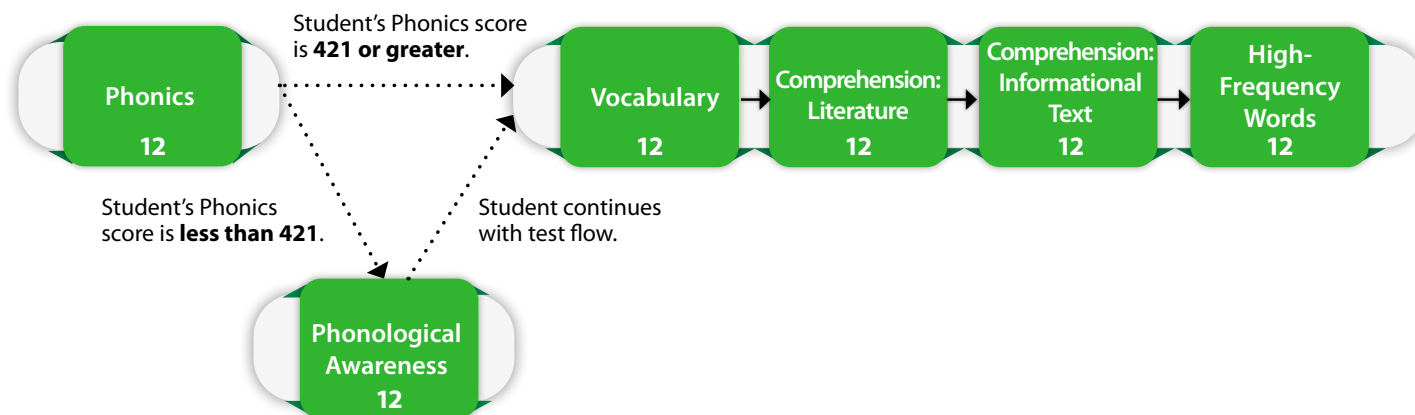 Student’s Phonics score
is 421 or greater.
Phonics
12
Vocabulary
12
Comprehension:
Literature
12
Comprehension:
Informational
Text
12
High-
Frequency
Words
12
Student’s Phonics
score is less than 421.
Student continues
with test flow.
Phonological
Awareness
12